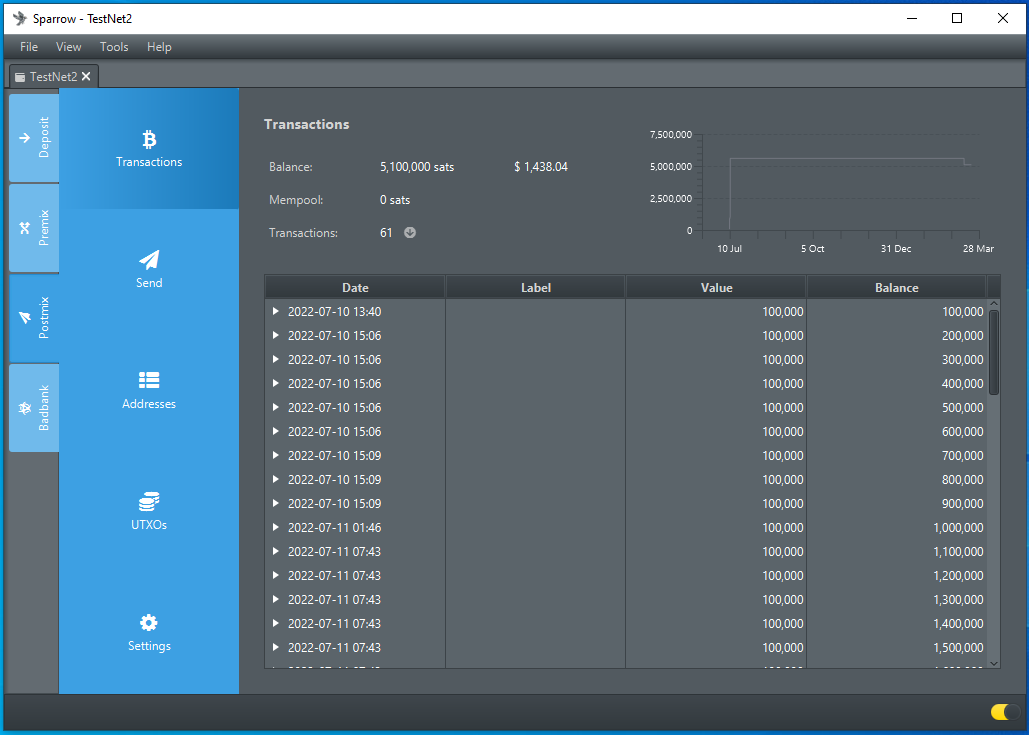 Sparrow - TestNet2
File View Tools Help
TestNet2
Deposit
Premix
Postmix
Badbank
Transactions
Send
Addresses
UTXOs
Settings
Transactions
Balance: 5,100,000 sats $ 1,438.04
Mempool: 0 sats
Transactions: 61
7,500,000
5,000,000
2,500,000
0
10 Jul 5 Oct 31 Dec 28 Mar
Date Label Value Balance
2022-07-10 13:40 100,000 100,000
2022-07-10 15:06 100,000 200,000
2022-07-10 15:06 100,000 300,000
2022-07-10 15:06 100,000 400,000
2022-07-10 15:06 100,000 500,000
2022-07-10 15:06 100,000 600,000
2022-07-10 15:09 100,000 700,000
2022-07-10 15:09 100,000 800,000
2022-07-10 15:09 100,000 900,000
2022-07-11 01:46 100,000 1,000,000
2022-07-11 07:43 100,000 1,100,000
2022-07-11 07:43 100,000 1,200,000
2022-07-11 07:43 100,000 1,300,000
2022-07-11 07:43 100,000 1,400,000
2022-07-11 07:43 100,000 1,500,000